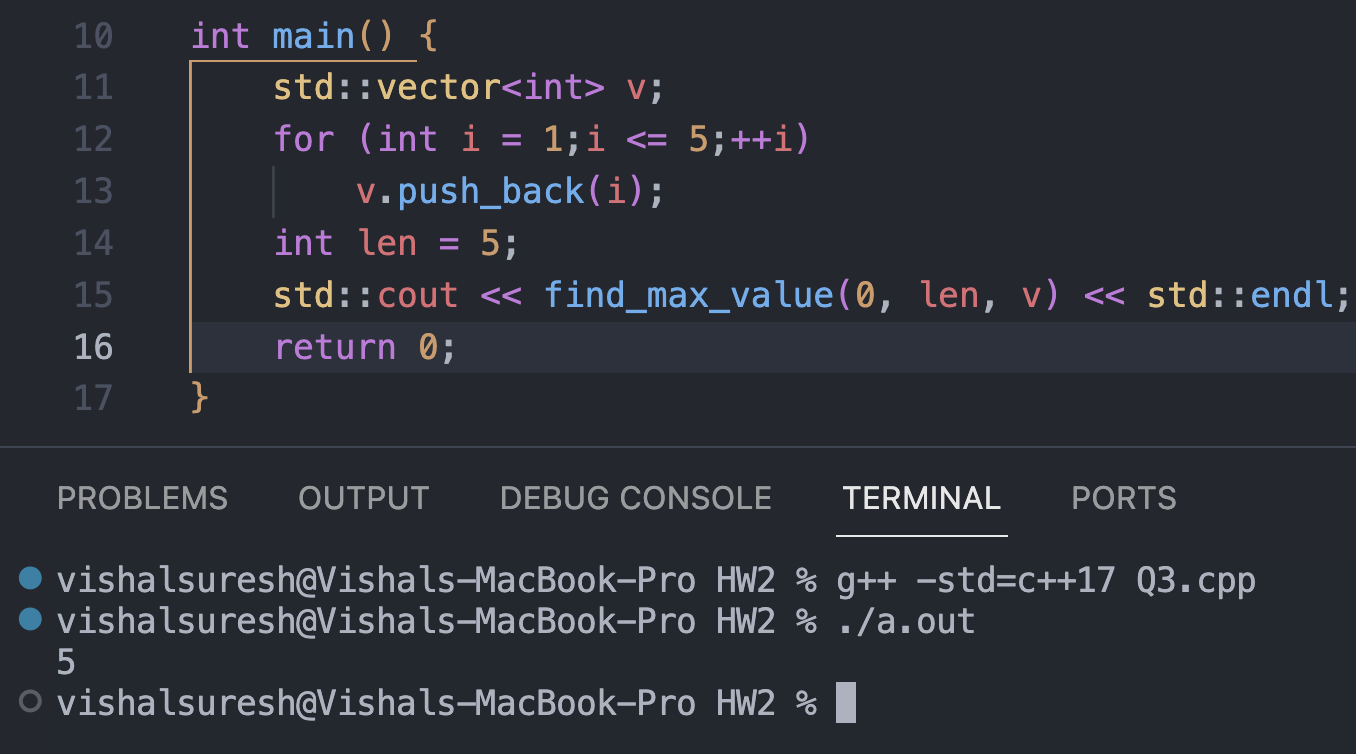 10 int main() {
11 std::vector<int> v;
12 for (int i = 1;i <= 5;++i)
13 v.push_back(i);
14 int len = 5;
15 std::cout << find_max_value(0, len, v) << std::endl;
16 return 0;
17 }
PROBLEMS OUTPUT DEBUG CONSOLE TERMINAL PORTS
vishalsuresh@Vishals-MacBook-Pro HW2 % g++ -std=c++17 Q3.cpp
vishalsuresh@Vishals-MacBook-Pro HW2 % ./a.out
5
vishalsuresh@Vishals-MacBook-Pro HW2 %